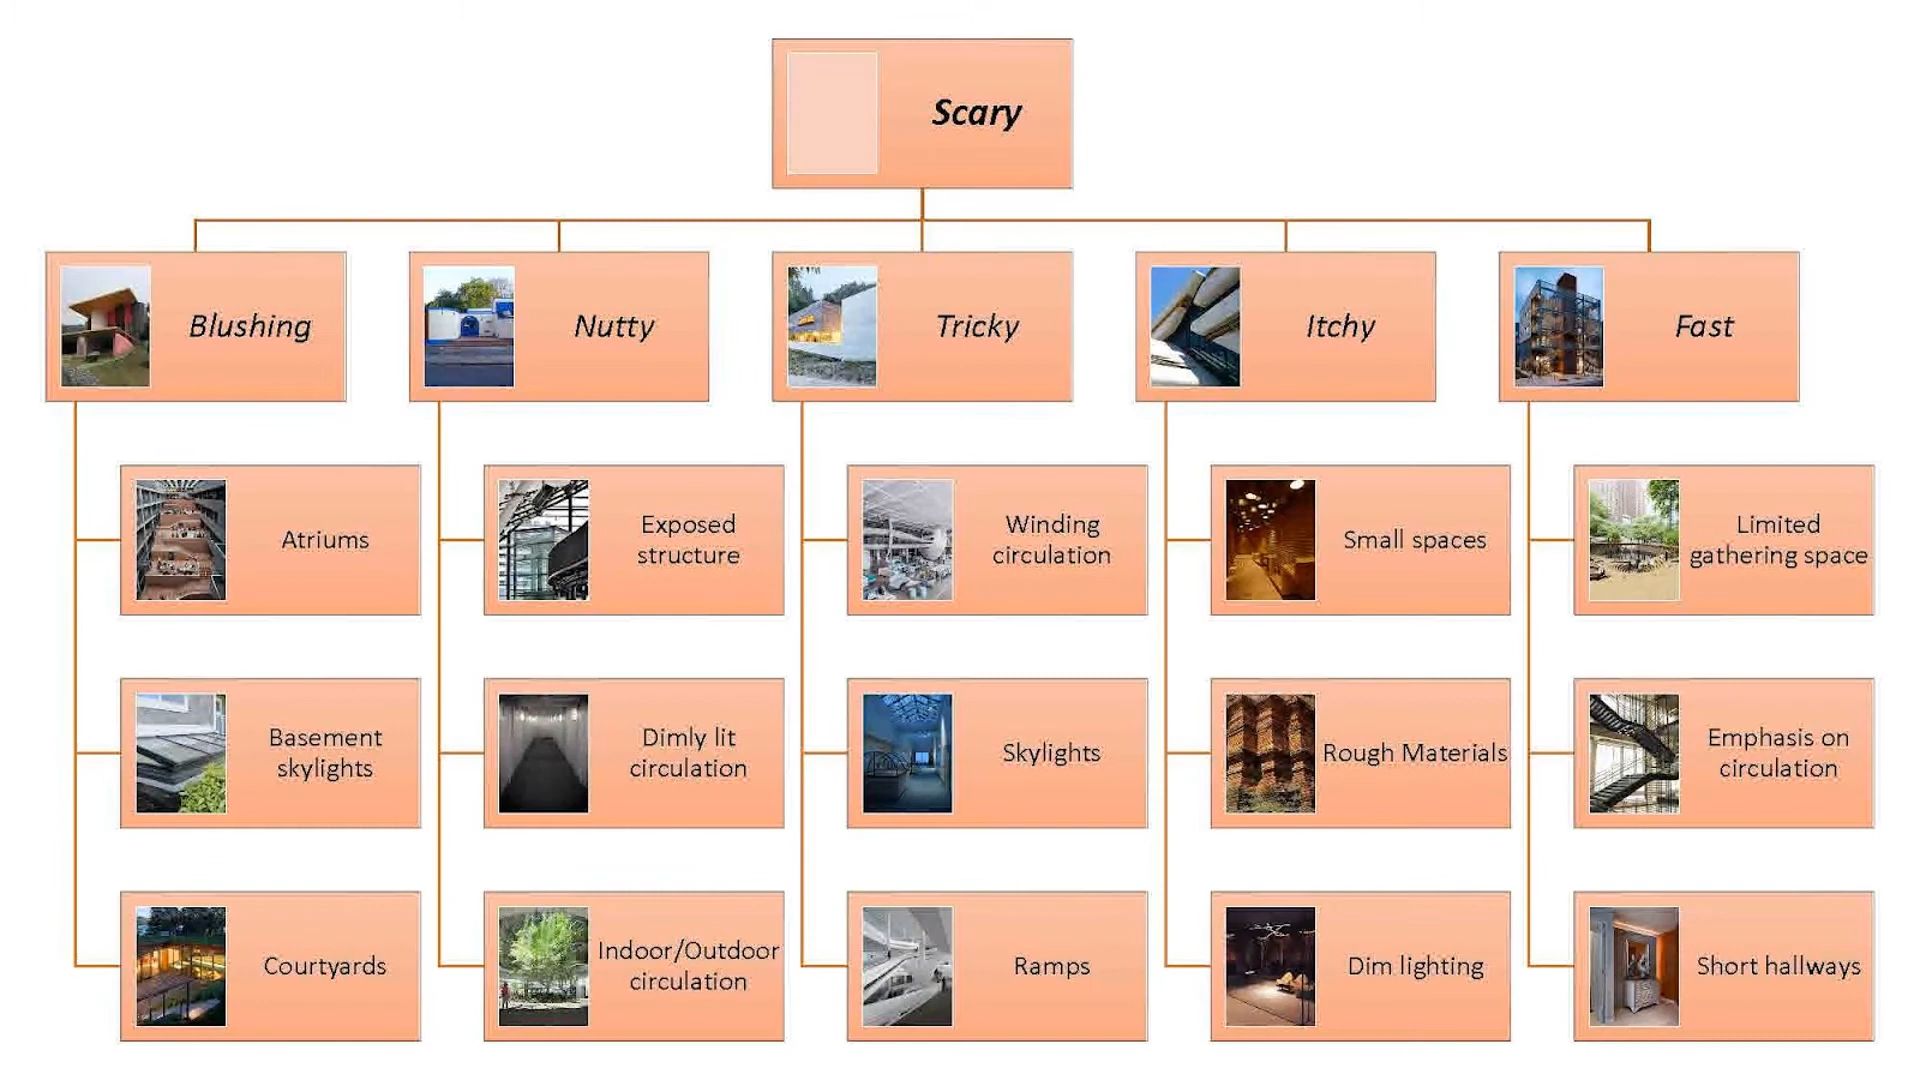 Scary
Blushing
Nutty
Tricky
Itchy
Fast
Atriums
Exposed
structure
Winding
circulation
Small spaces
Limited
gathering space
Basement
skylights
Dimly lit
circulation
Skylights
Rough Materials
Emphasis on
circulation
Courtyards
Indoor/Outdoor
circulation
Ramps
Dim lighting
Short hallways